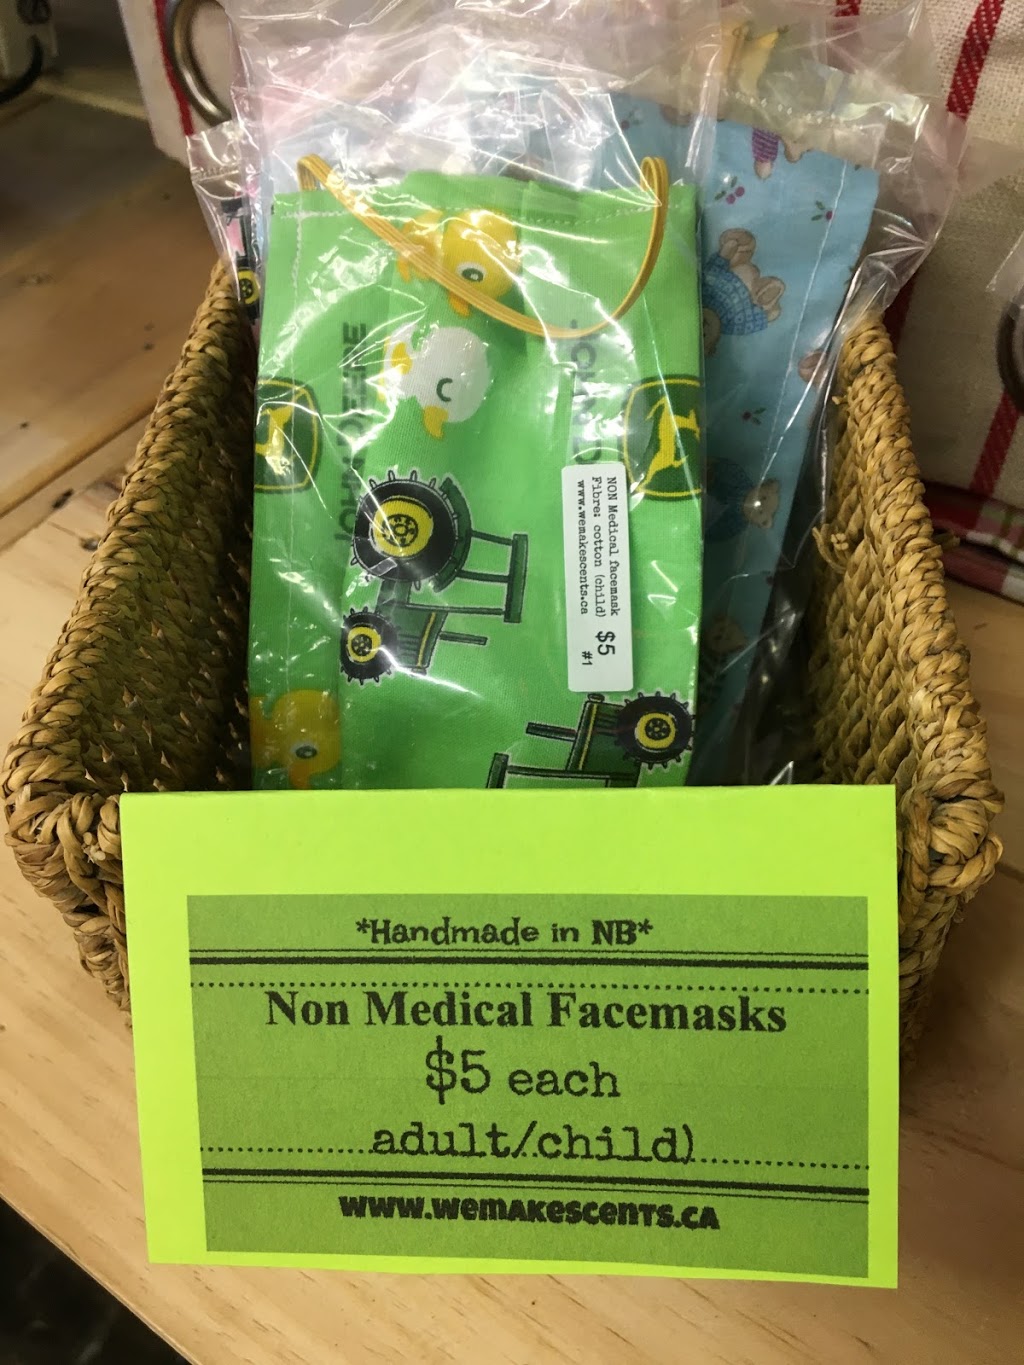 JOHN DEERE
NON Medical facemask
Fibre: cotton (child)
www.wemakescents.ca
$5
#1
*Handmade in NB*
Non Medical Facemasks
$5 each
adult/child)
www.wemakescents.ca